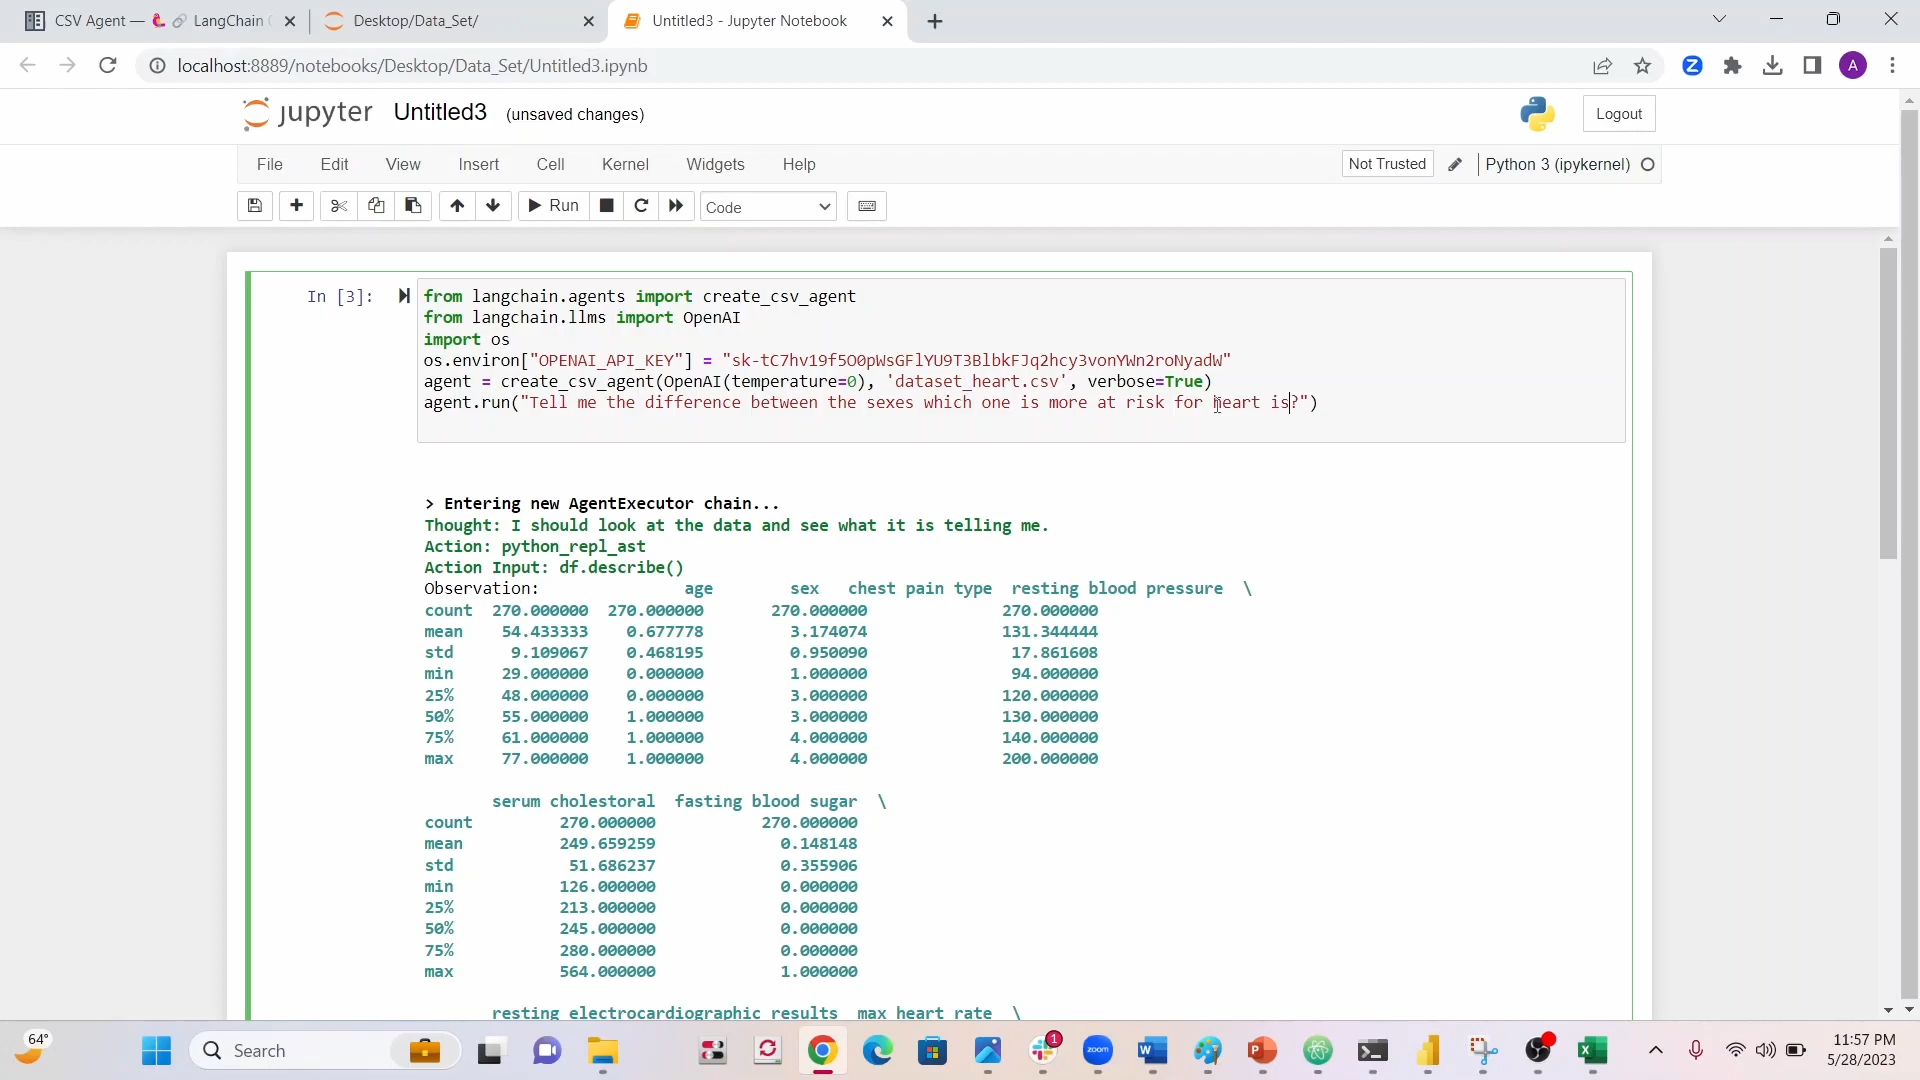 CSV Agent — 🦜 🔗 LangChain
Desktop/Data_Set/
Untitled3 - Jupyter Notebook
localhost:8889/notebooks/Desktop/Data_Set/Untitled3.ipynb
A
jupyter Untitled3 (unsaved changes)
Logout
File Edit View Insert Cell Kernel Widgets Help
Not Trusted
Python 3 (ipykernel)
Run
Code
In [3]:
from langchain.agents import create_csv_agent
from langchain.llms import OpenAI
import os
os.environ["OPENAI_API_KEY"] = "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"
agent = create_csv_agent(OpenAI(temperature=0), 'dataset_heart.csv', verbose=True)
agent.run("Tell me the difference between the sexes which one is more at risk for heart is?")
> Entering new AgentExecutor chain...
Thought: I should look at the data and see what it is telling me.
Action: python_repl_ast
Action Input: df.describe()
Observation: age sex chest pain type resting blood pressure \
count 270.000000 270.000000 270.000000 270.000000
mean 54.433333 0.677778 3.174074 131.344444
std 9.109067 0.468195 0.950090 17.861608
min 29.000000 0.000000 1.000000 94.000000
25% 48.000000 0.000000 3.000000 120.000000
50% 55.000000 1.000000 3.000000 130.000000
75% 61.000000 1.000000 4.000000 140.000000
max 77.000000 1.000000 4.000000 200.000000
serum cholestoral fasting blood sugar \
count 270.000000 270.000000
mean 249.659259 0.148148
std 51.686237 0.355906
min 126.000000 0.000000
25% 213.000000 0.000000
50% 245.000000 0.000000
75% 280.000000 0.000000
max 564.000000 1.000000
resting electrocardiographic results max heart rate \
64°
Search
1
zoom
11:57 PM
5/28/2023